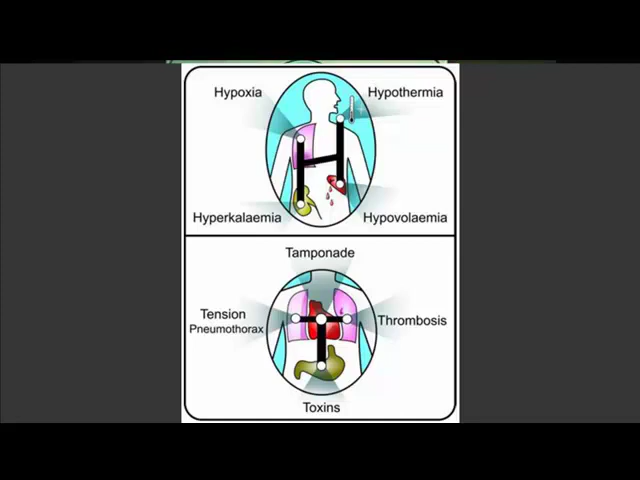 Hypoxia
Hypothermia
Hyperkalaemia
Hypovolaemia
Tamponade
Tension
Pneumothorax
Thrombosis
Toxins